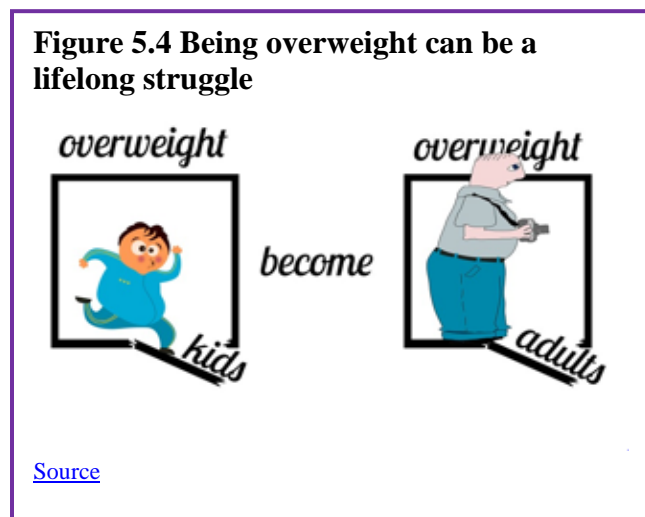 Figure 5.4 Being overweight can be a
lifelong struggle
overweight
kids
become
overweight
adults
Source